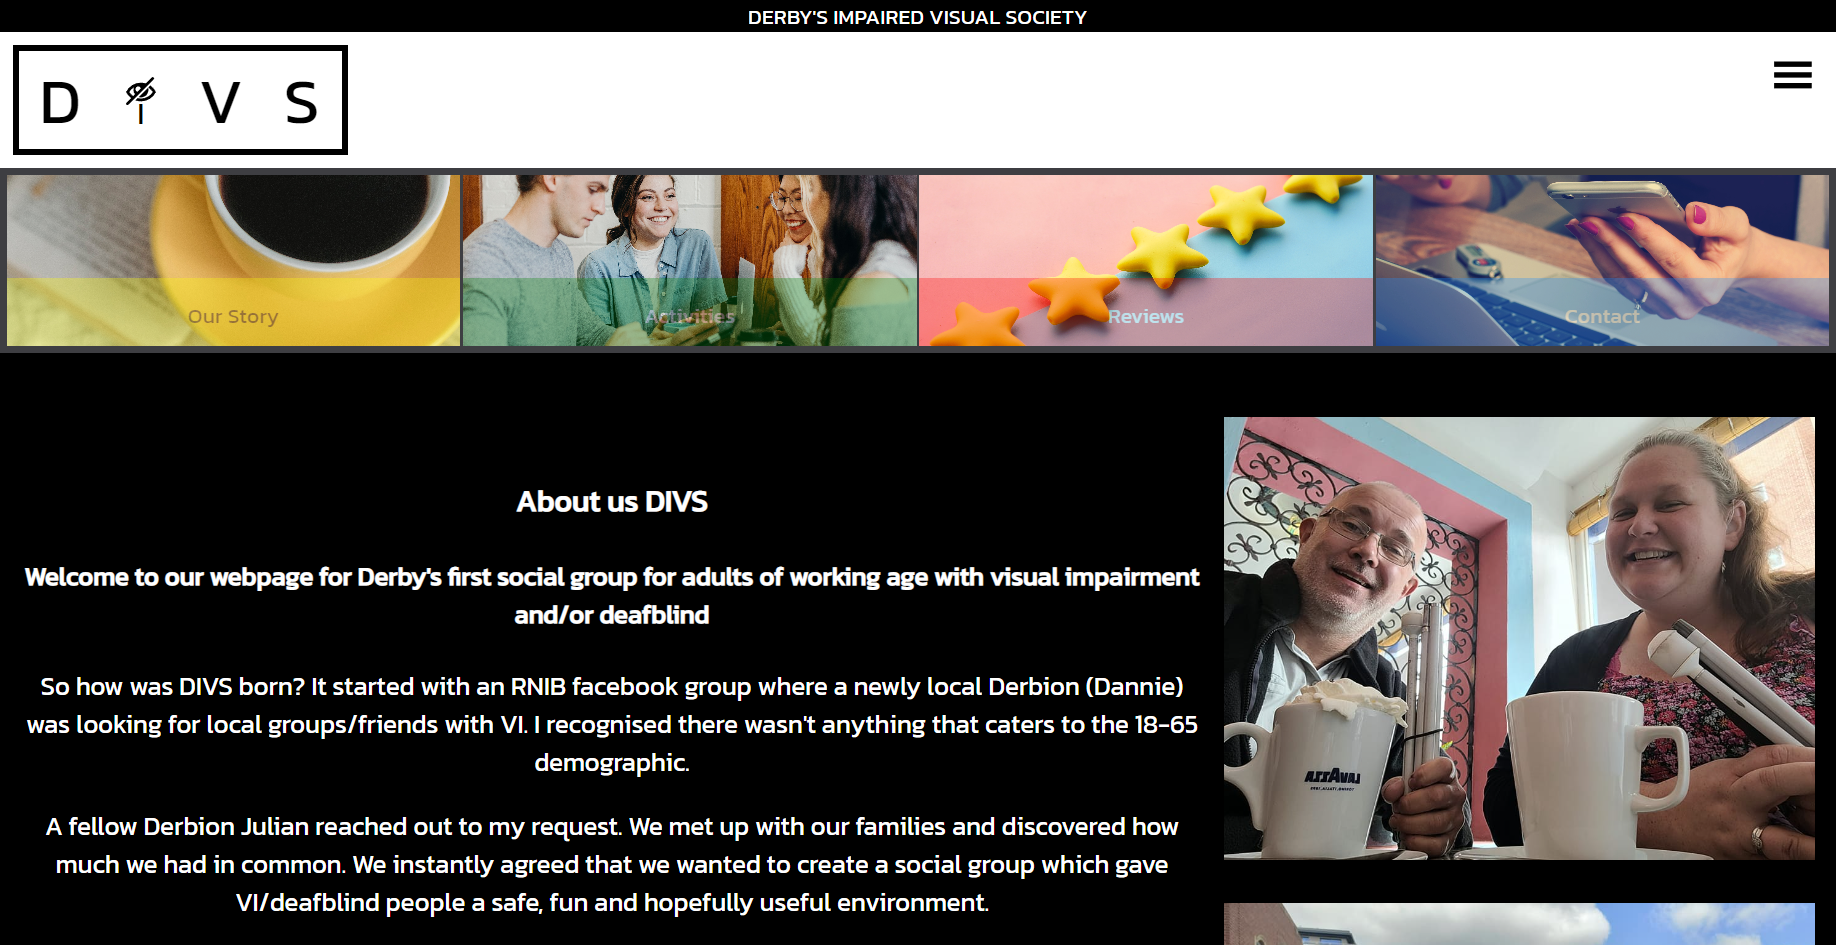 DERBY'S IMPAIRED VISUAL SOCIETY
D I V S
Our Story
Activities
Reviews
Contact
About us DIVS
Welcome to our webpage for Derby's first social group for adults of working age with visual impairment
and/or deafblind
So how was DIVS born? It started with an RNIB facebook group where a newly local Derbion (Dannie)
was looking for local groups/friends with VI. I recognised there wasn't anything that caters to the 18-65
demographic.
A fellow Derbion Julian reached out to my request. We met up with our families and discovered how
much we had in common. We instantly agreed that we wanted to create a social group which gave
VI/deafblind people a safe, fun and hopefully useful environment.
LAVAZZA